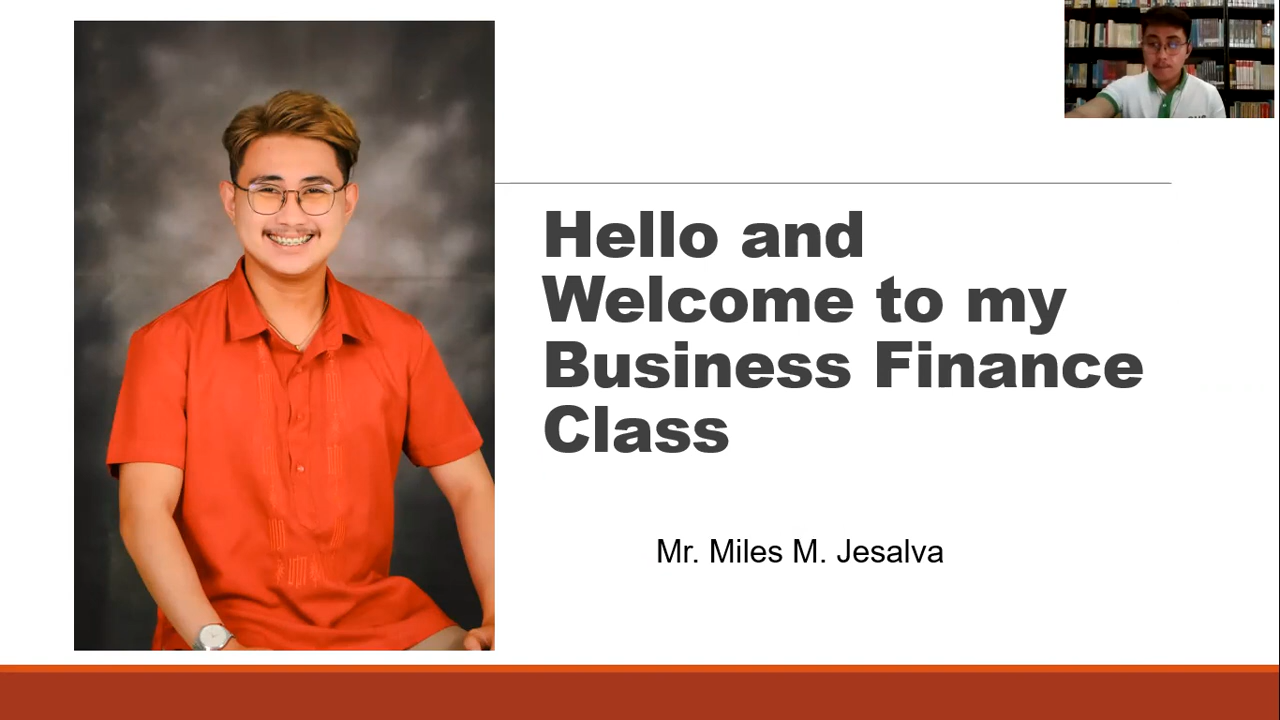 Hello and
Welcome to my
Business Finance
Class
Mr. Miles M. Jesalva